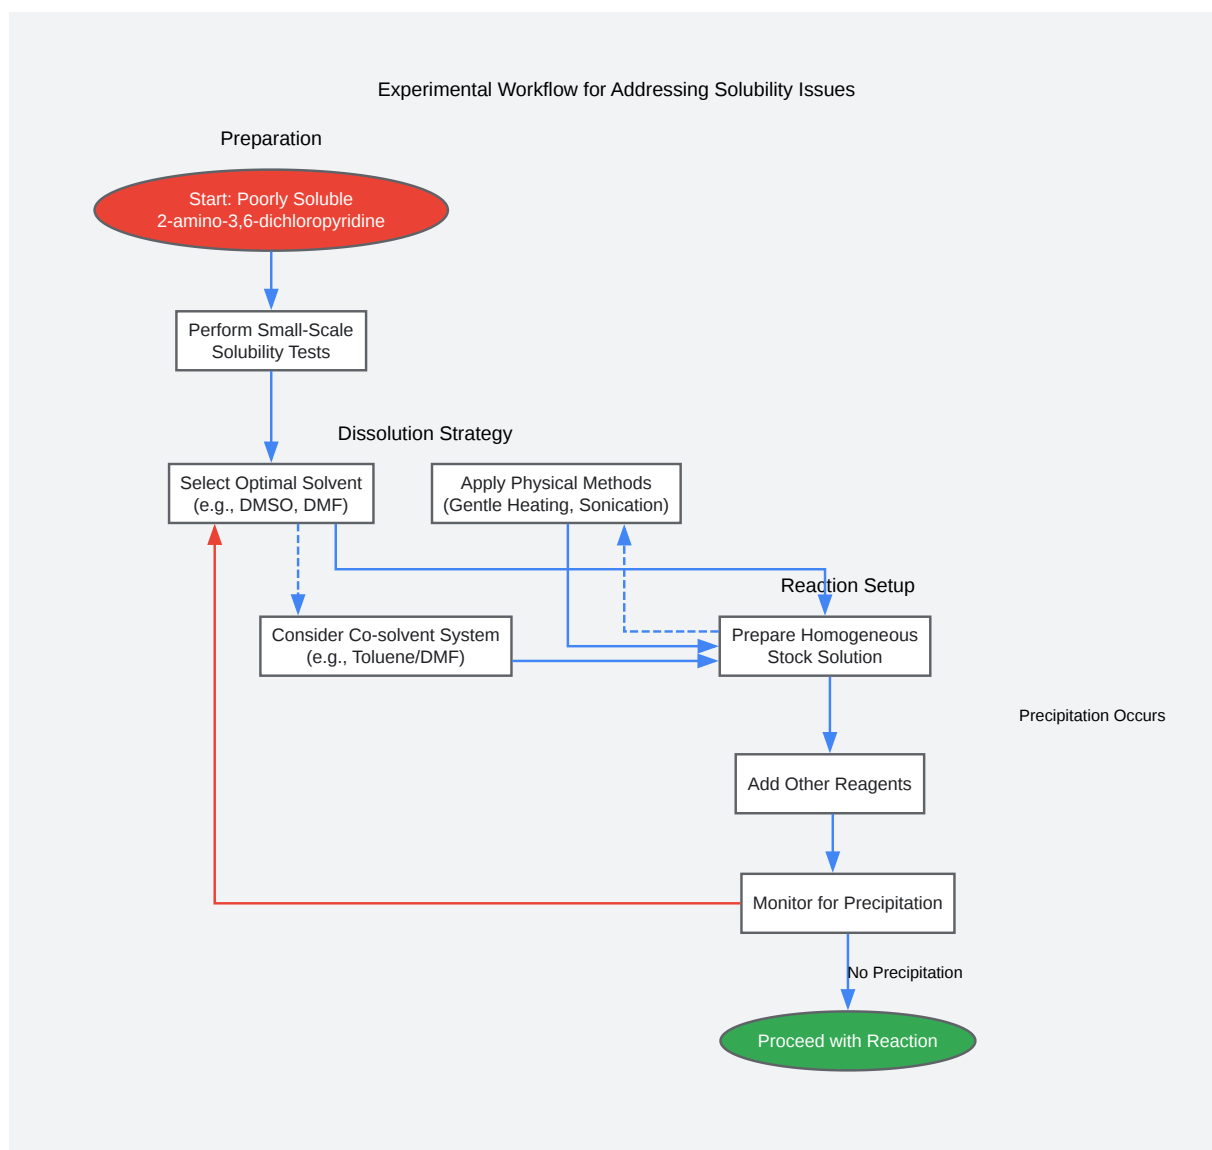 Experimental Workflow for Addressing Solubility Issues
Preparation
Start: Poorly Soluble
2-amino-3,6-dichloropyridine
Perform Small-Scale
Solubility Tests
Dissolution Strategy
Select Optimal Solvent
(e.g., DMSO, DMF)
Apply Physical Methods
(Gentle Heating, Sonication)
Reaction Setup
Consider Co-solvent System
(e.g., Toluene/DMF)
Prepare Homogeneous
Stock Solution
Precipitation Occurs
Add Other Reagents
Monitor for Precipitation
No Precipitation
Proceed with Reaction